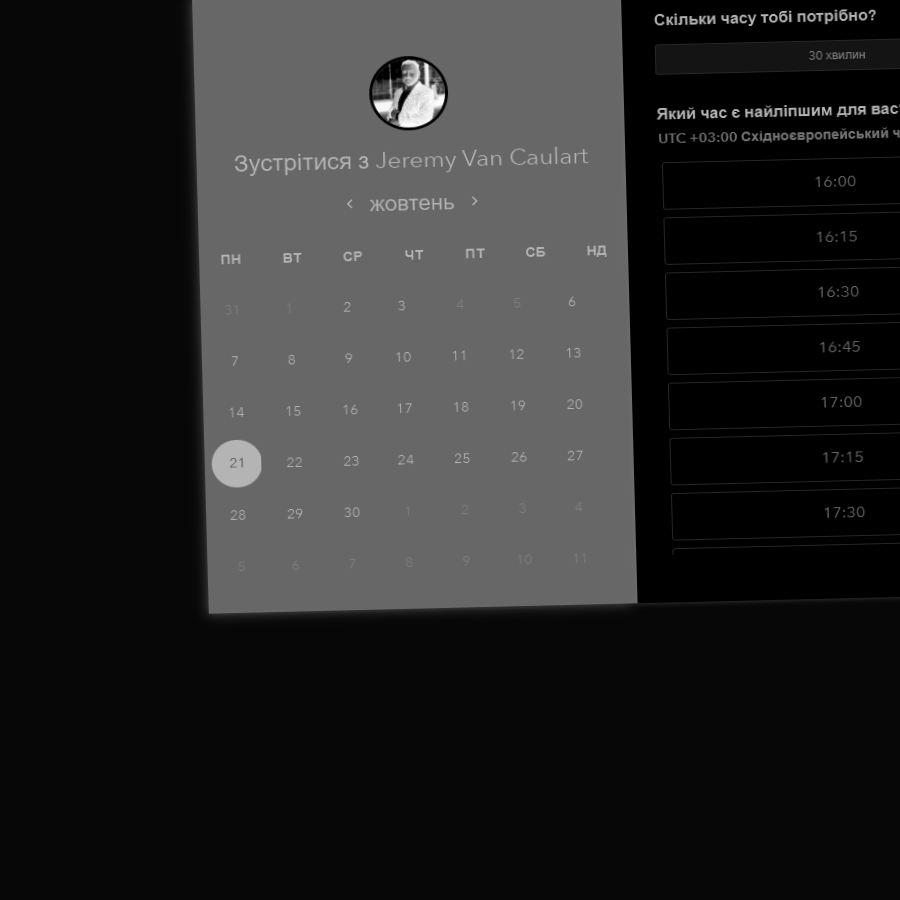 Зустрітися з Jeremy Van Caulart
жовтень
ПН ВТ СР ЧТ ПТ СБ НД
31 1 2 3 4 5 6
7 8 9 10 11 12 13
14 15 16 17 18 19 20
21 22 23 24 25 26 27
28 29 30 1 2 3 4
5 6 7 8 9 10 11
Скільки часу тобі потрібно?
30 хвилин
Який час є найліпшим для вас
UTC +03:00 Східноєвропейський ч
16:00
16:15
16:30
16:45
17:00
17:15
17:30